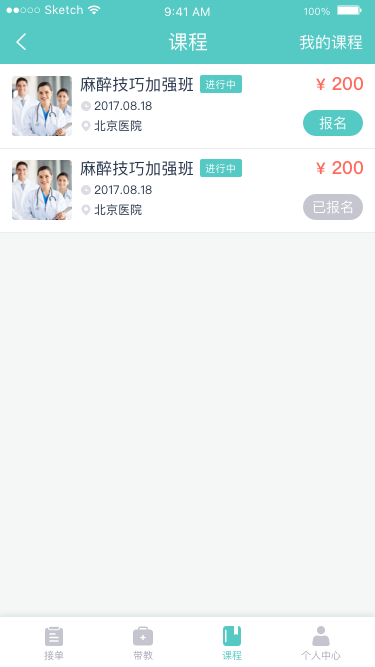 Sketch 9:41 AM 100%
课程 我的课程
麻醉技巧加强班 进行中 ¥ 200
2017.08.18
北京医院 报名
麻醉技巧加强班 进行中 ¥ 200
2017.08.18
北京医院 已报名
接单 带教 课程 个人中心